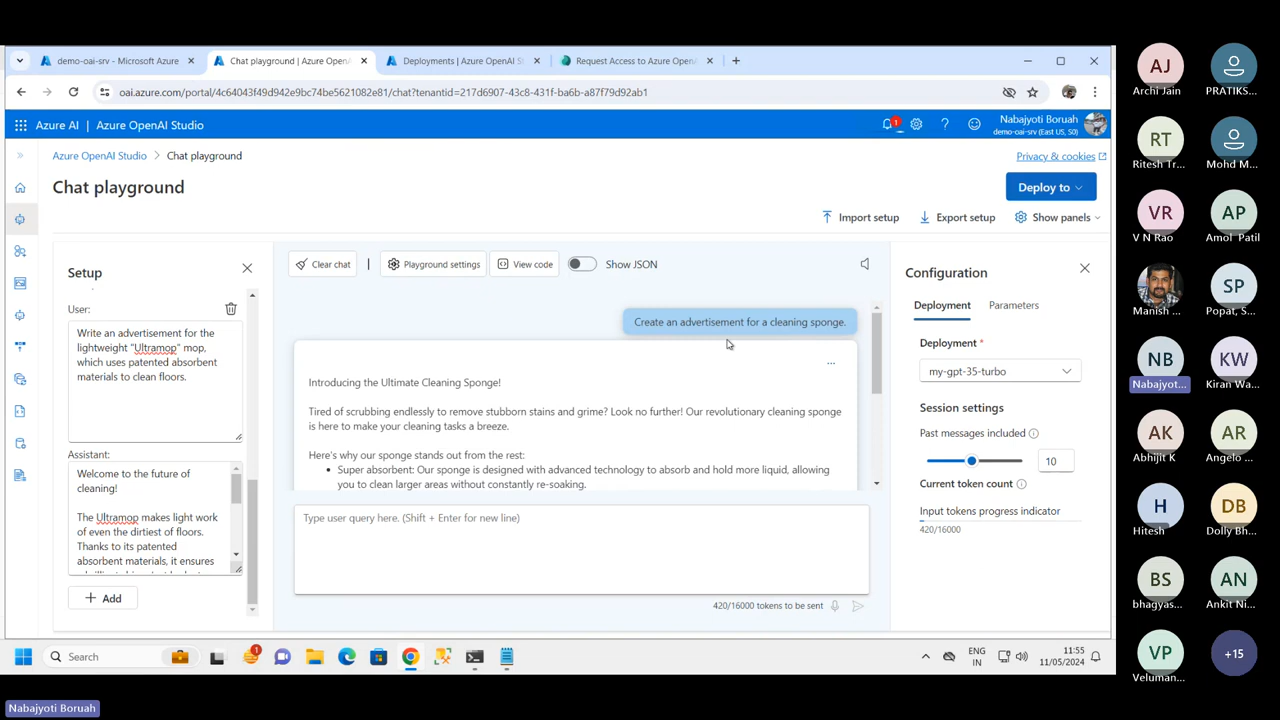 demo-oai-srv - Microsoft Azure
Chat playground | Azure OpenAI
Deployments | Azure OpenAI St
Request Access to Azure Open
oai.azure.com/portal/4c64043f49d942e9bc74be5621082e81/chat?tenantid=217d6907-43c8-431f-ba6b-a87f79d92ab1
Azure AI | Azure OpenAI Studio
1
Nabajyoti Boruah
demo-oai-srv (East US, S0)
Azure OpenAI Studio > Chat playground
Privacy & cookies
Chat playground
Deploy to
Import setup
Export setup
Show panels
Setup
User:
Write an advertisement for the
lightweight "Ultramop" mop,
which uses patented absorbent
materials to clean floors.
Assistant:
Welcome to the future of
cleaning!
The Ultramop makes light work
of even the dirtiest of floors.
Thanks to its patented
absorbent materials, it ensures
+ Add
Clear chat
|
Playground settings
View code
Show JSON
Create an advertisement for a cleaning sponge.
...
Introducing the Ultimate Cleaning Sponge!
Tired of scrubbing endlessly to remove stubborn stains and grime? Look no further! Our revolutionary cleaning sponge
is here to make your cleaning tasks a breeze.
Here's why our sponge stands out from the rest:
• Super absorbent: Our sponge is designed with advanced technology to absorb and hold more liquid, allowing
you to clean larger areas without constantly re-soaking.
Type user query here. (Shift + Enter for new line)
420/16000 tokens to be sent
Configuration
Deployment
Parameters
Deployment *
my-gpt-35-turbo
Session settings
Past messages included
10
Current token count
Input tokens progress indicator
420/16000
Search
1
ENG
IN
11:55
11/05/2024
AJ
Archi Jain
PRATIKS...
RT
Ritesh Tr...
Mohd M...
VR
V N Rao
AP
Amol Patil
Manish ...
SP
Popat, S...
NB
Nabajyot...
KW
Kiran Wa...
AK
Abhijit K
AR
Angelo ...
H
Hitesh
DB
Dolly Bh...
BS
bhagyas...
AN
Ankit Ni...
VP
Veluman...
+15
Nabajyoti Boruah